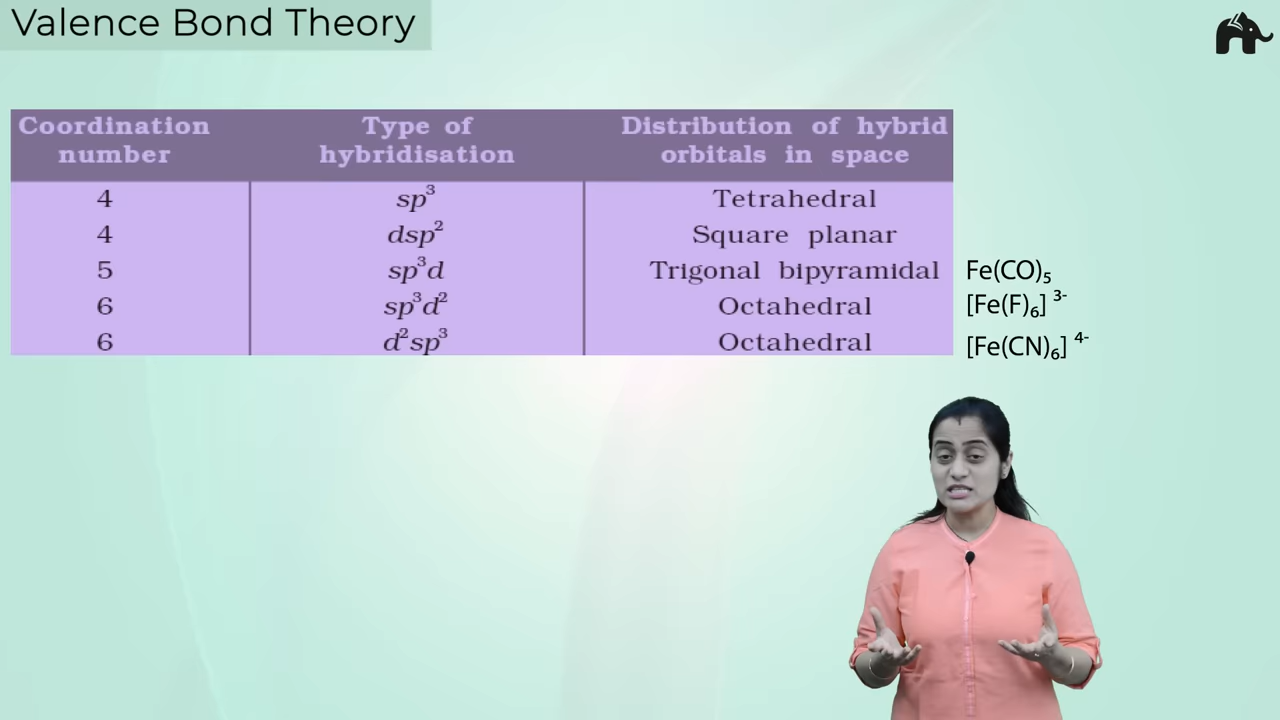 Valence Bond Theory
Coordination number Type of hybridisation Distribution of hybrid orbitals in space
4 sp³ Tetrahedral
4 dsp² Square planar
5 sp³d Trigonal bipyramidal Fe(CO)₅
6 sp³d² Octahedral [Fe(F)₆] ³⁻
6 d²sp³ Octahedral [Fe(CN)₆] ⁴⁻